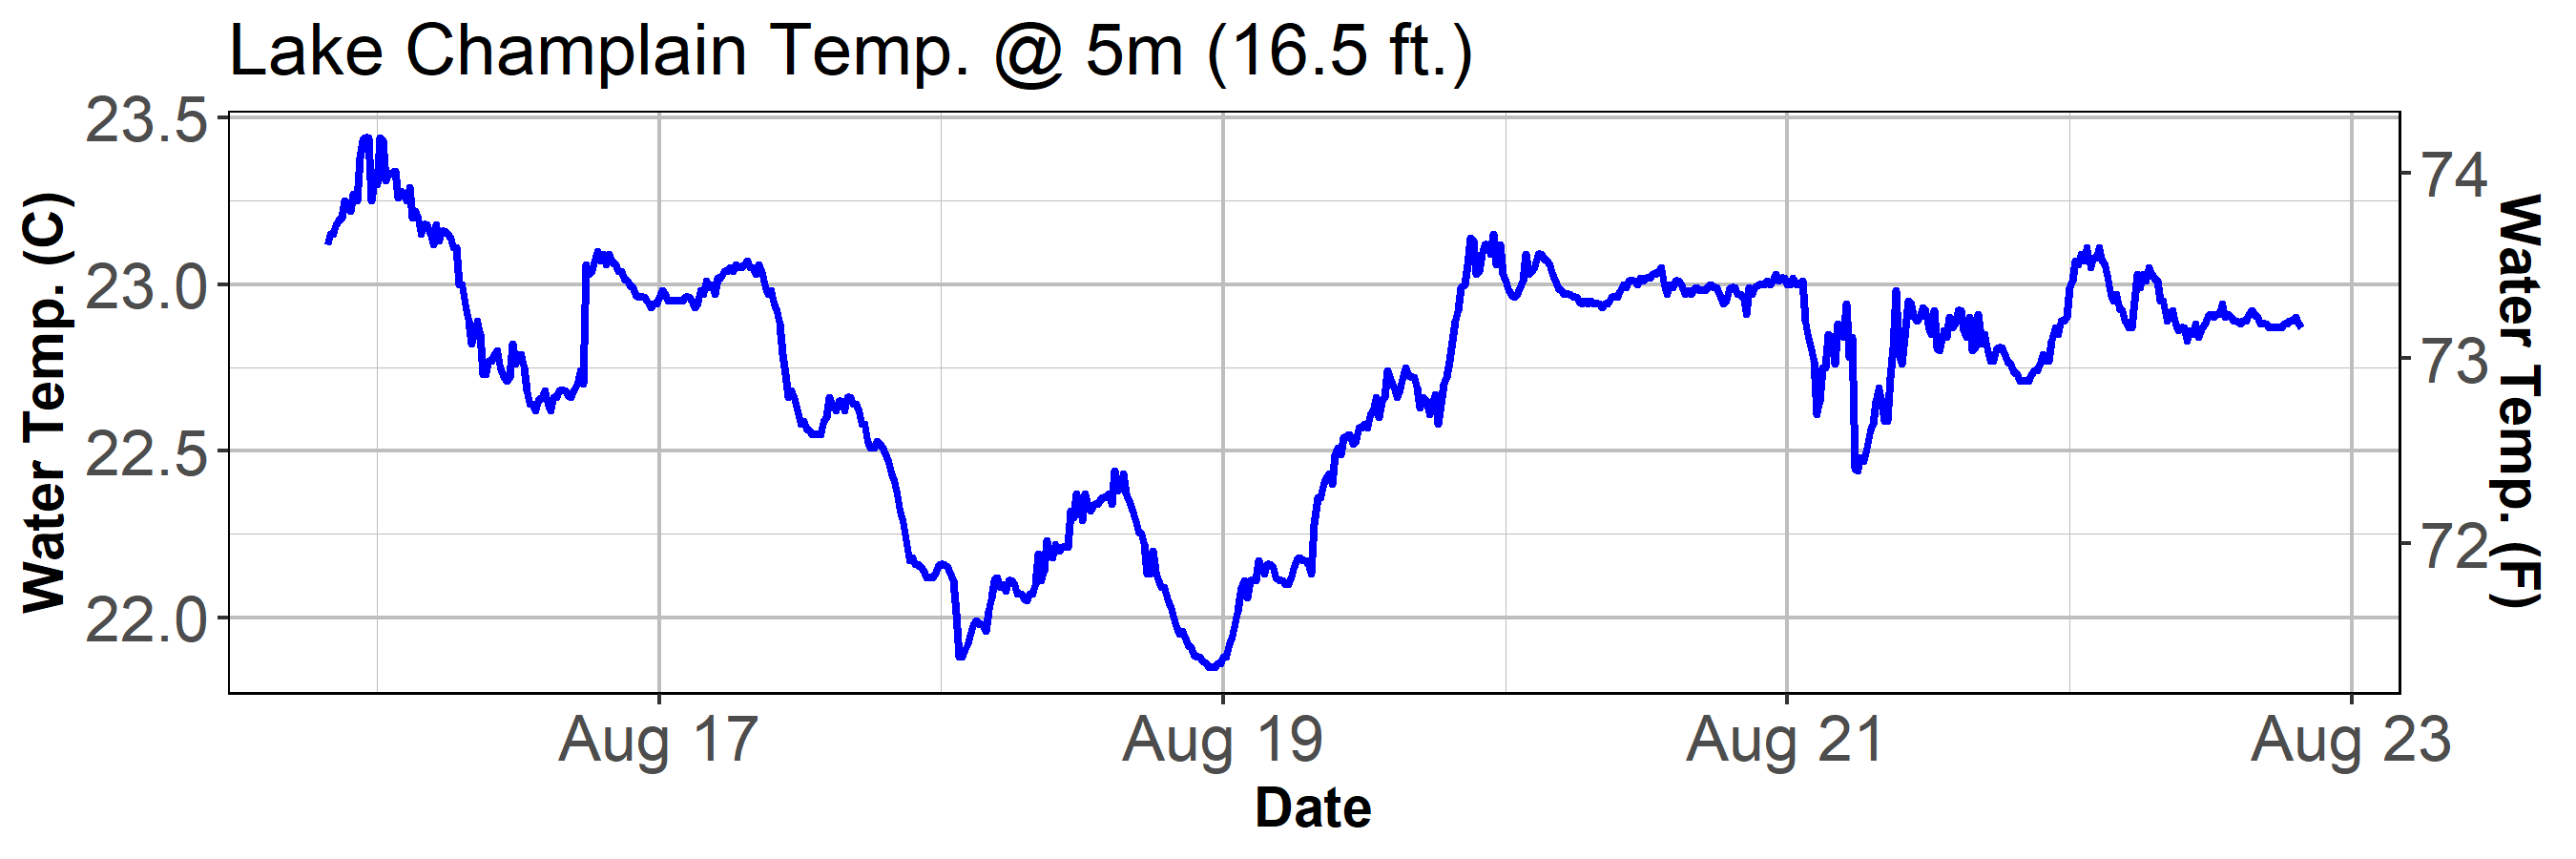 Lake Champlain Temp. @ 5m (16.5 ft.)
Water Temp. (C)
23.5
23.0
22.5
22.0
74
73
72
Water Temp. (F)
Aug 17 Aug 19 Aug 21 Aug 23
Date